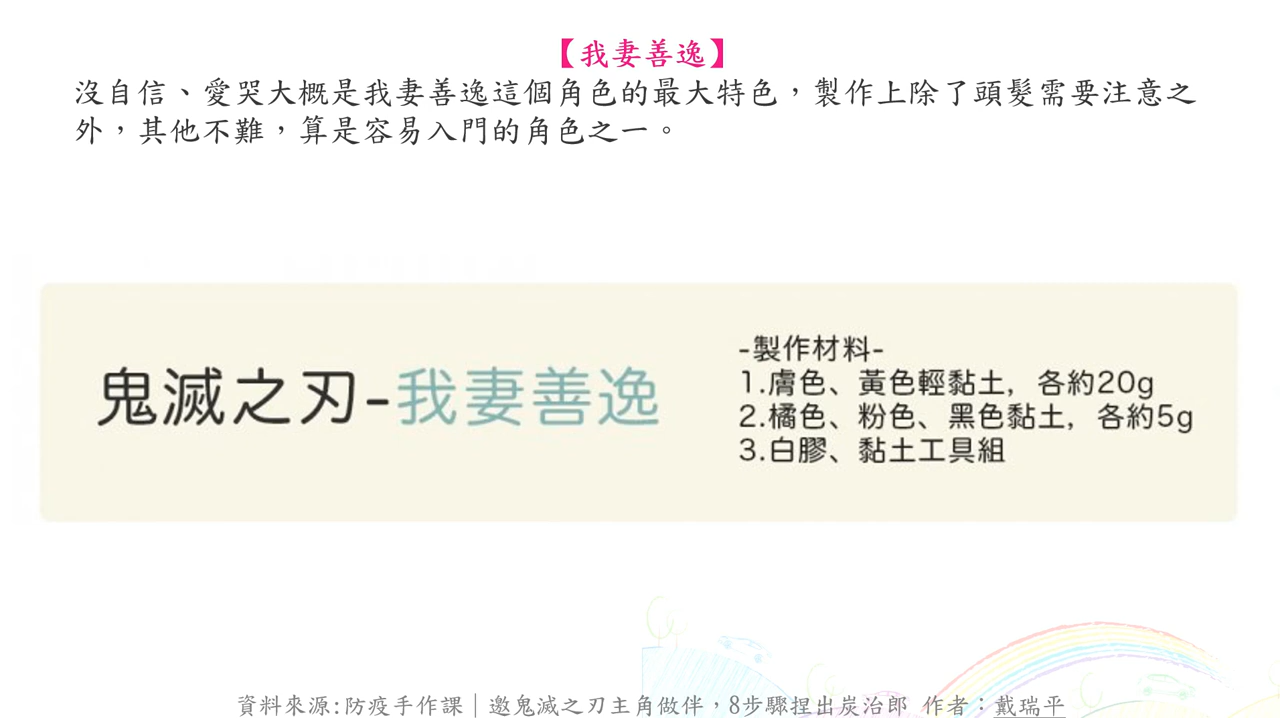 【我妻善逸】
沒自信、愛哭大概是我妻善逸這個角色的最大特色，製作上除了頭髮需要注意之
外，其他不難，算是容易入門的角色之一。
鬼滅之刃-我妻善逸
-製作材料-
1.膚色、黃色輕黏土，各約20g
2.橘色、粉色、黑色黏土，各約5g
3.白膠、黏土工具組
資料來源:防疫手作課│邀鬼滅之刃主角做伴，8步驟捏出炭治郎 作者：戴瑞平